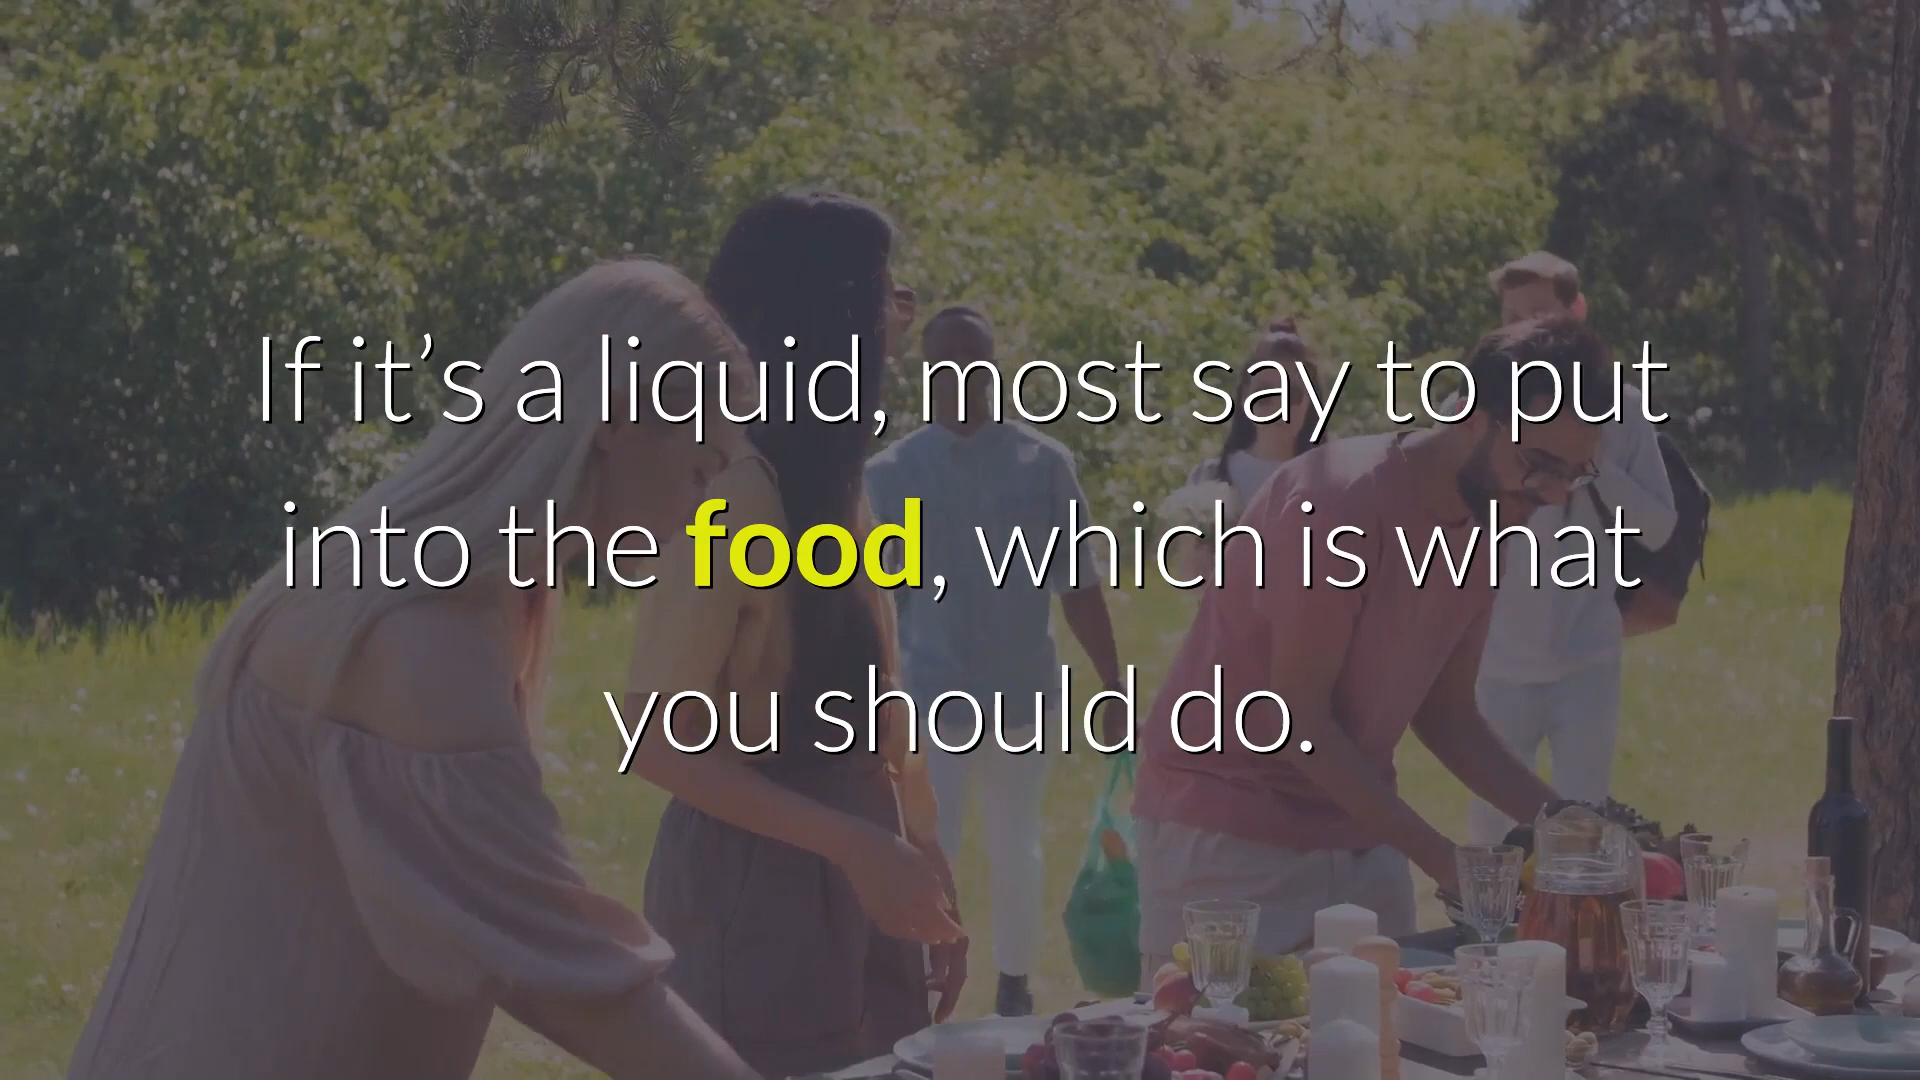 If it’s a liquid, most say to put
into the food, which is what
you should do.